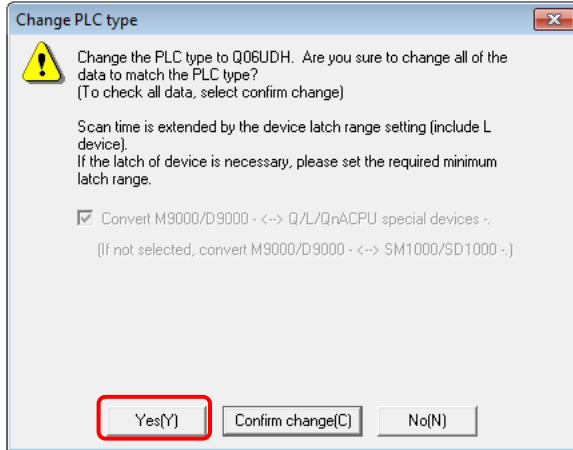 Change PLC type
Change the PLC type to Q06UDH. Are you sure to change all of the
data to match the PLC type?
(To check all data, select confirm change)
Scan time is extended by the device latch range setting (include L
device).
If the latch of device is necessary, please set the required minimum
latch range.
Convert M9000/D9000 - <--> Q/L/QnACPU special devices -.
(If not selected, convert M9000/D9000 - <--> SM1000/SD1000 -.)
Yes(Y) Confirm change(C) No(N)